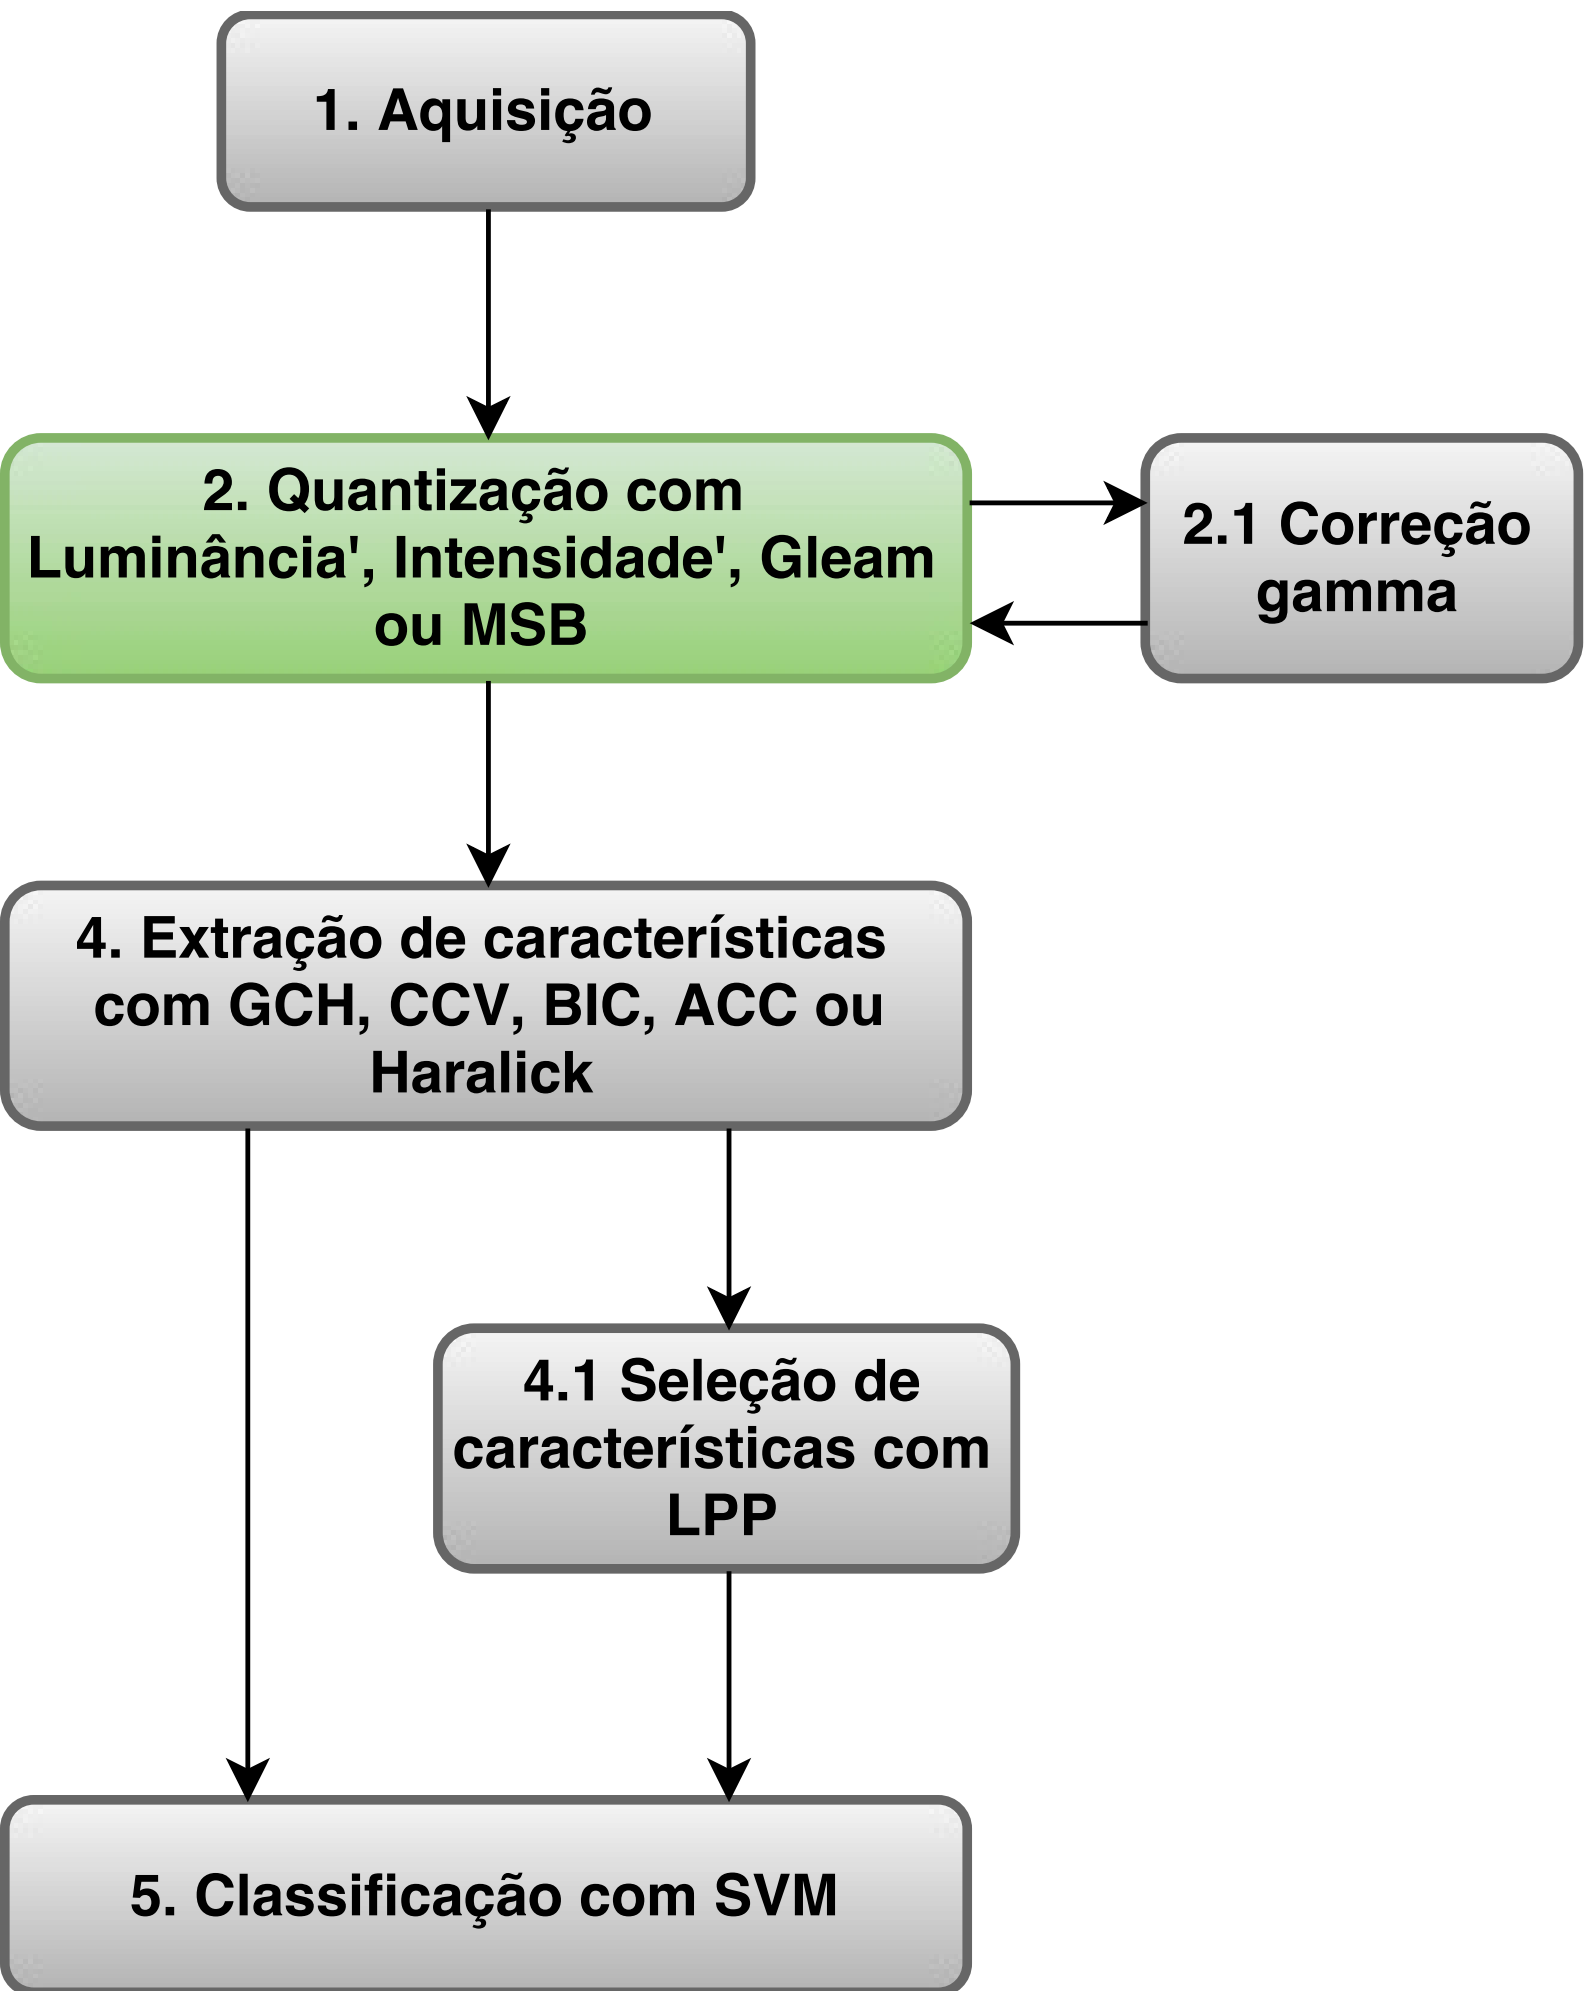 1. Aquisição
2. Quantização com
Luminância', Intensidade', Gleam
ou MSB
2.1 Correção
gamma
4. Extração de características
com GCH, CCV, BIC, ACC ou
Haralick
4.1 Seleção de
características com
LPP
5. Classificação com SVM